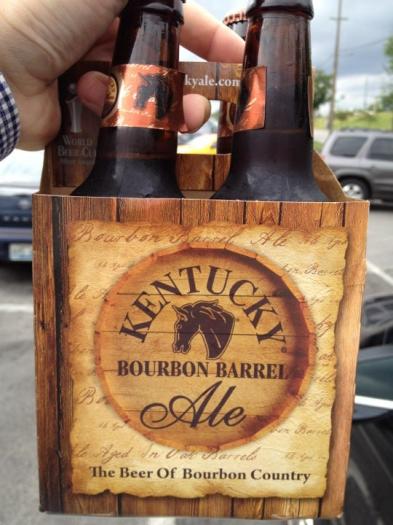 kyale.com
WORLD
BEER CUP
Bourbon Barrel Ale
KENTUCKY®
BOURBON BARREL
Ale
Aged In Oak Barrels
The Beer Of Bourbon Country